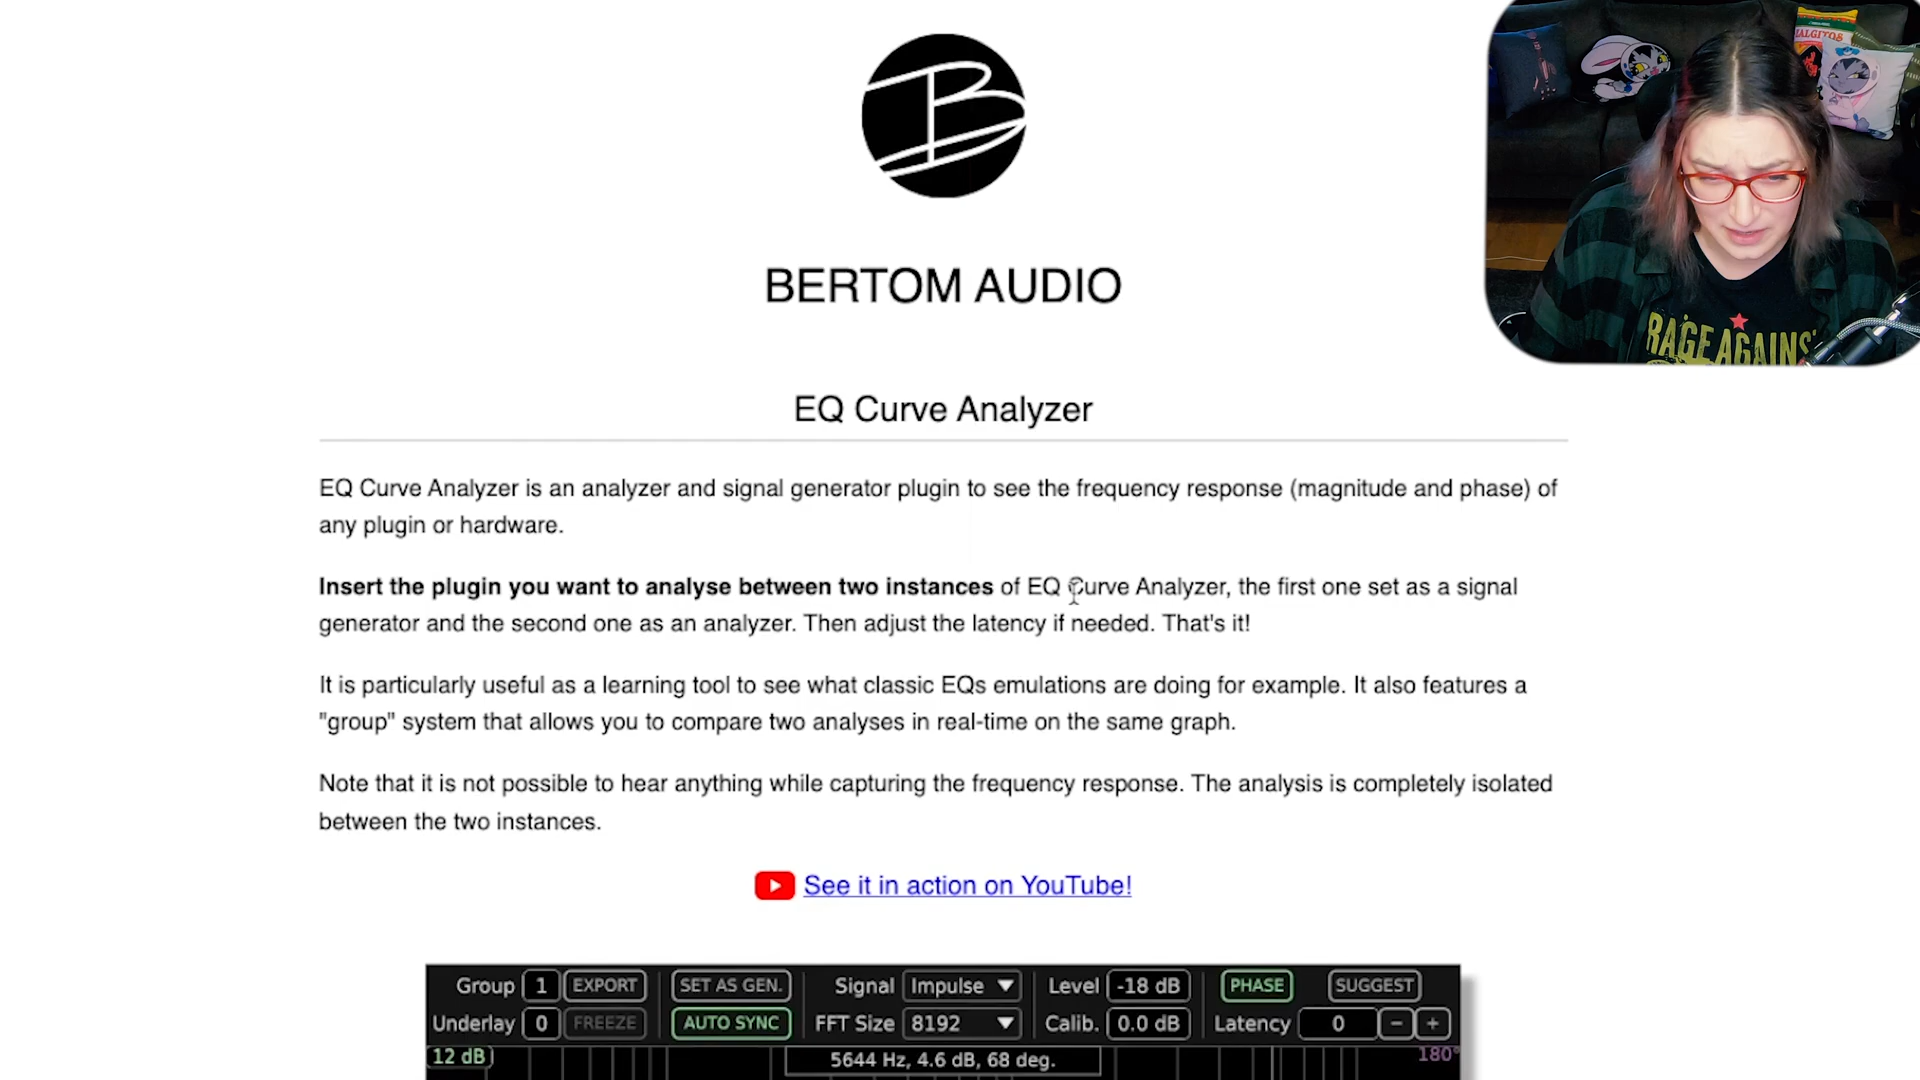 BERTOM AUDIO
EQ Curve Analyzer
EQ Curve Analyzer is an analyzer and signal generator plugin to see the frequency response (magnitude and phase) of
any plugin or hardware.
Insert the plugin you want to analyse between two instances of EQ Curve Analyzer, the first one set as a signal
generator and the second one as an analyzer. Then adjust the latency if needed. That's it!
It is particularly useful as a learning tool to see what classic EQs emulations are doing for example. It also features a
"group" system that allows you to compare two analyses in real-time on the same graph.
Note that it is not possible to hear anything while capturing the frequency response. The analysis is completely isolated
between the two instances.
See it in action on YouTube!
Group 1 EXPORT SET AS GEN. Signal Impulse Level -18 dB PHASE SUGGEST
Underlay 0 FREEZE AUTO SYNC FFT Size 8192 Calib. 0.0 dB Latency 0 − +
12 dB 5644 Hz, 4.6 dB, 68 deg. 180°
RAGE AGAINS